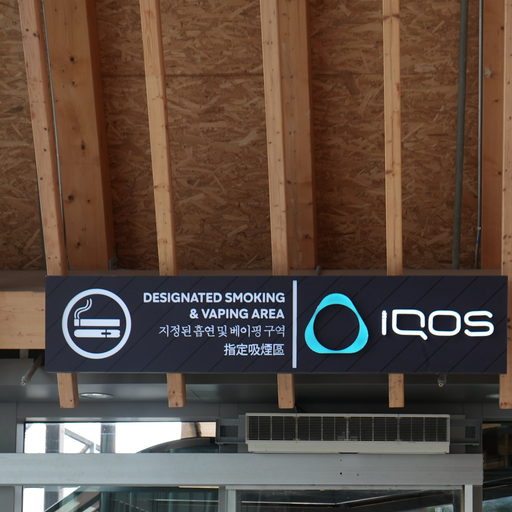 DESIGNATED SMOKING
& VAPING AREA
지정된 흡연 및 베이핑 구역
指定吸煙區
IQOS